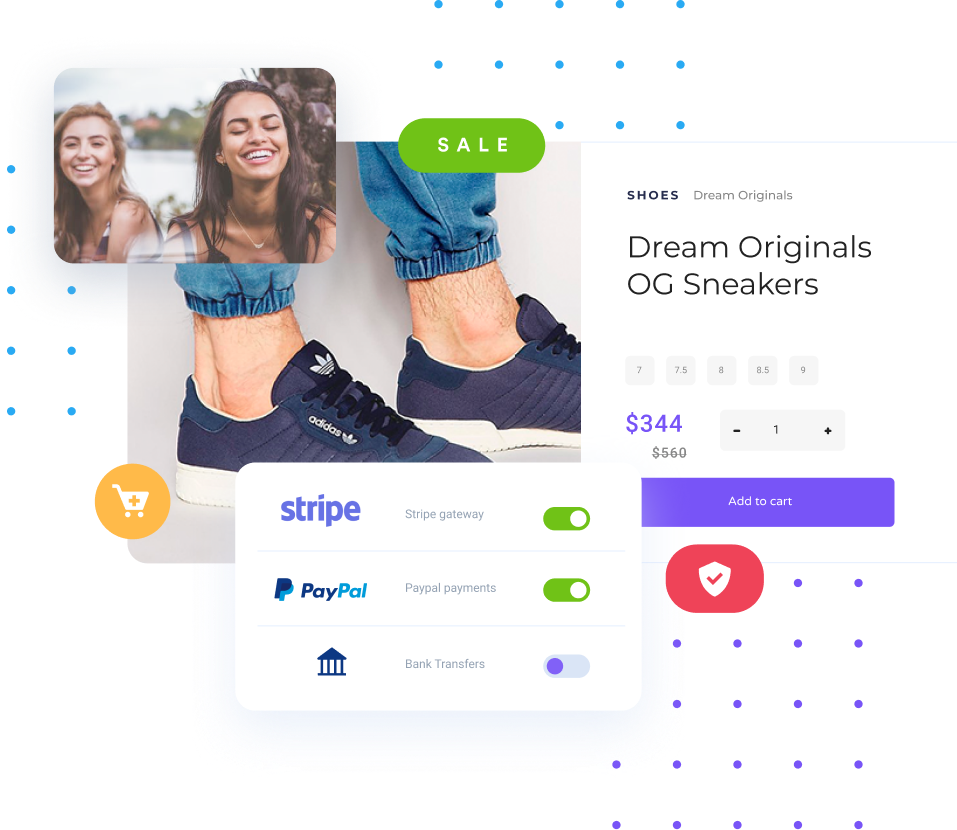 SALE
SHOES Dream Originals
Dream Originals
OG Sneakers
7 7.5 8 8.5 9
$344
- 1 +
$560
Add to cart
adidas
stripe Stripe gateway
PayPal Paypal payments
Bank Transfers